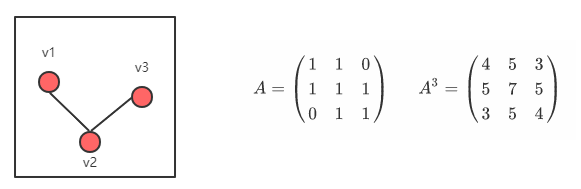 v1
v3
v2
A = ( 1 1 0
1 1 1
0 1 1 )
A³ = ( 4 5 3
5 7 5
3 5 4 )